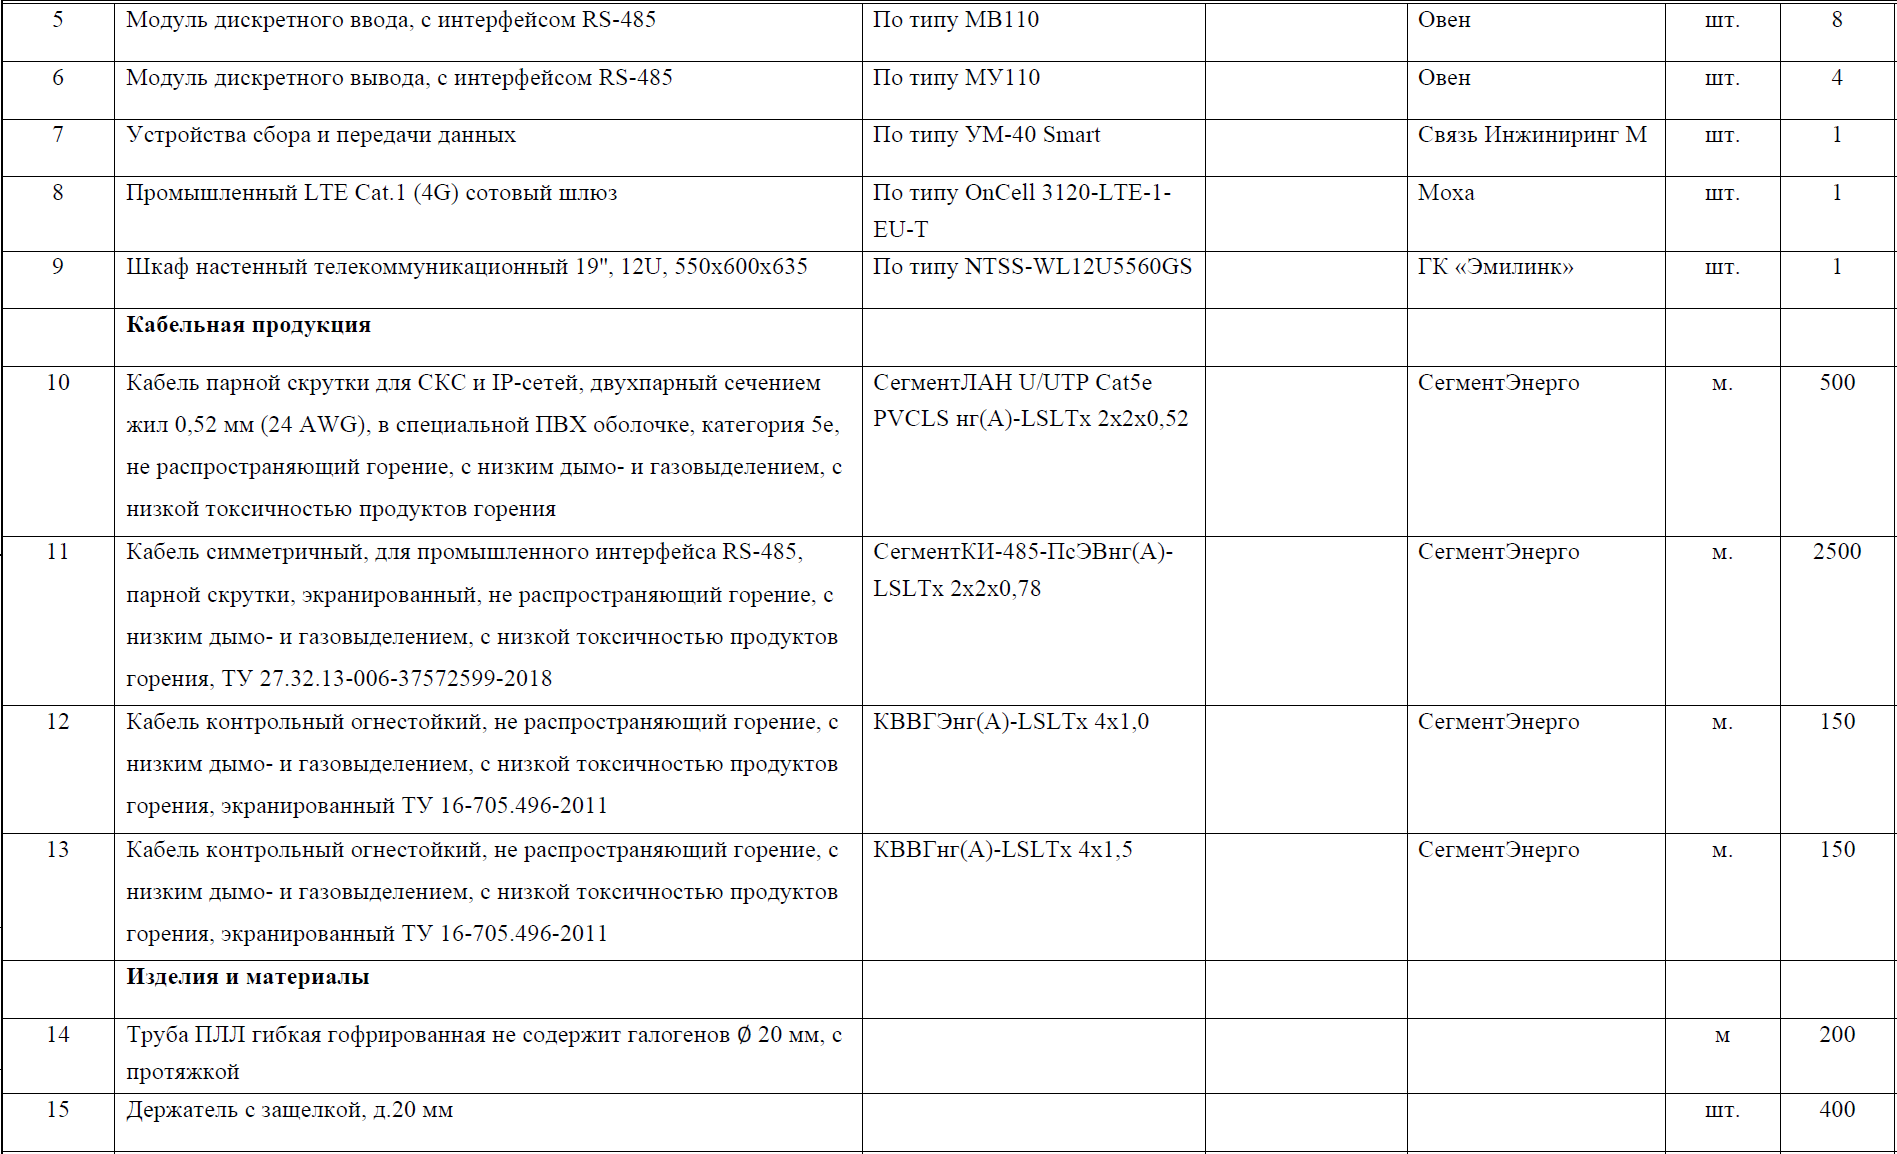 5 Модуль дискретного ввода, с интерфейсом RS-485 По типу МВ110 Овен шт. 8
6 Модуль дискретного вывода, с интерфейсом RS-485 По типу МУ110 Овен шт. 4
7 Устройства сбора и передачи данных По типу УМ-40 Smart Связь Инжиниринг М шт. 1
8 Промышленный LTE Cat.1 (4G) сотовый шлюз По типу OnCell 3120-LTE-1-
EU-T Моха шт. 1
9 Шкаф настенный телекоммуникационный 19", 12U, 550x600x635 По типу NTSS-WL12U5560GS ГК «Эмилинк» шт. 1
Кабельная продукция
10 Кабель парной скрутки для СКС и IP-сетей, двухпарный сечением СегментЛАН U/UTP Cat5e СегментЭнерго м. 500
жил 0,52 мм (24 AWG), в специальной ПВХ оболочке, категория 5е, PVCLS нг(А)-LSLTx 2x2x0,52
не распространяющий горение, с низким дымо- и газовыделением, с
низкой токсичностью продуктов горения
11 Кабель симметричный, для промышленного интерфейса RS-485, СегментКИ-485-ПсЭВнг(А)- СегментЭнерго м. 2500
парной скрутки, экранированный, не распространяющий горение, с LSLTx 2x2x0,78
низким дымо- и газовыделением, с низкой токсичностью продуктов
горения, ТУ 27.32.13-006-37572599-2018
12 Кабель контрольный огнестойкий, не распространяющий горение, с КВВГЭнг(А)-LSLTx 4x1,0 СегментЭнерго м. 150
низким дымо- и газовыделением, с низкой токсичностью продуктов
горения, экранированный ТУ 16-705.496-2011
13 Кабель контрольный огнестойкий, не распространяющий горение, с КВВГнг(А)-LSLTx 4x1,5 СегментЭнерго м. 150
низким дымо- и газовыделением, с низкой токсичностью продуктов
горения, экранированный ТУ 16-705.496-2011
Изделия и материалы
14 Труба ПЛЛ гибкая гофрированная не содержит галогенов Ø 20 мм, с м 200
протяжкой
15 Держатель с защелкой, д.20 мм шт. 400